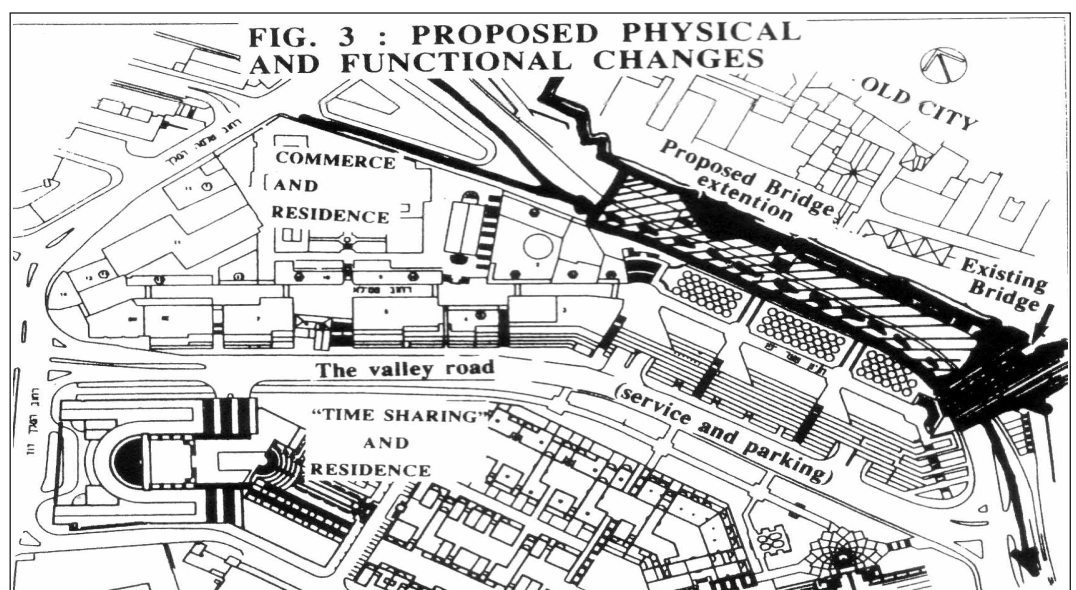 FIG. 3 : PROPOSED PHYSICAL
AND FUNCTIONAL CHANGES
OLD CITY
COMMERCE
AND
RESIDENCE
Proposed Bridge
extention
Existing
Bridge
The valley road
(service and parking)
"TIME SHARING"
AND
RESIDENCE